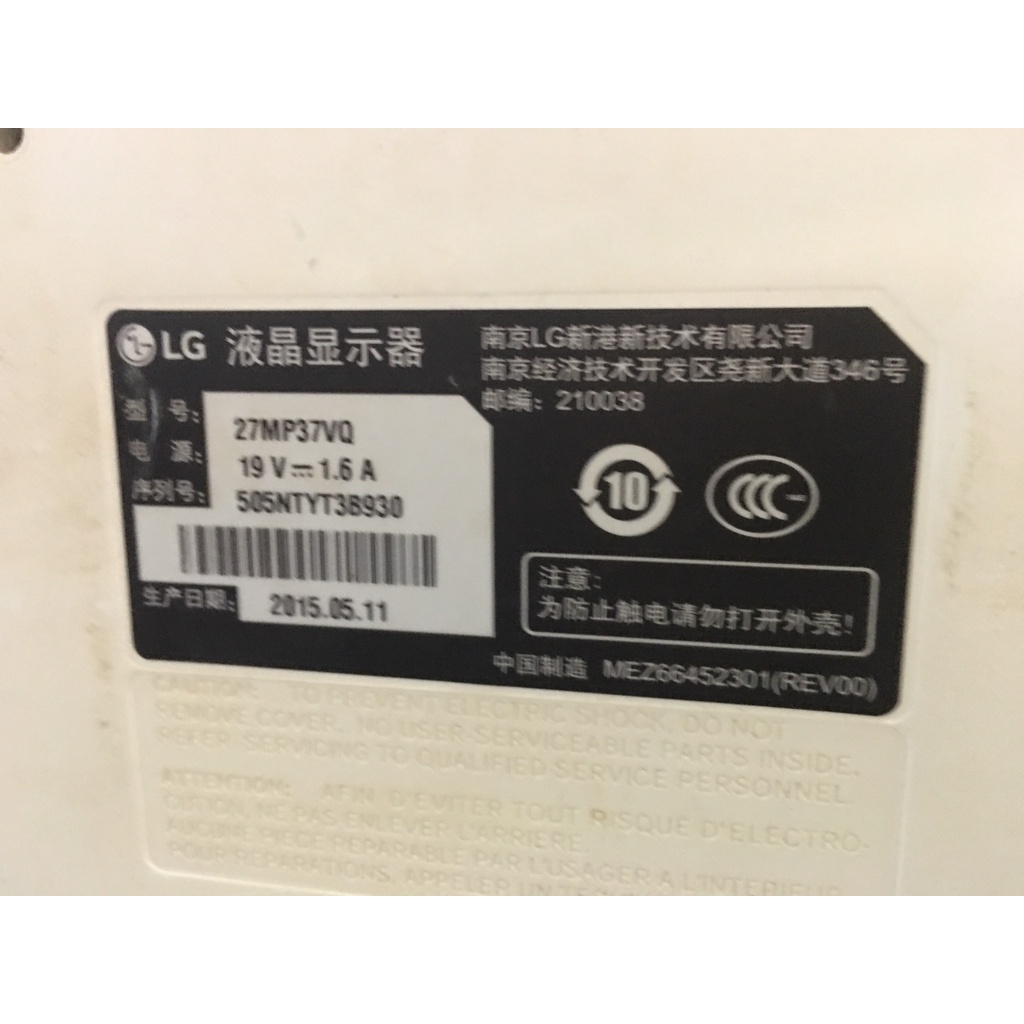 LG 液晶显示器
南京LG新港新技术有限公司
南京经济技术开发区尧新大道346号
邮编：210038
型 号： 27MP37VQ
电 源： 19 V⎓1.6 A
序列号： 505NTYT3B930
生产日期： 2015.05.11
10
CCC
注意：
为防止触电请勿打开外壳！
中国制造 MEZ66452301(REV00)
CAUTION: TO PREVENT ELECTRIC SHOCK, DO NOT
REMOVE COVER. NO USER-SERVICEABLE PARTS INSIDE.
REFER SERVICING TO QUALIFIED SERVICE PERSONNEL
ATTENTION: AFIN D'EVITER TOUT RISQUE D'ELECTRO-
CUTION, NE PAS ENLEVER L'ARRIERE.
AUCUNE PIECE REPARABLE PAR L'USAGER A L'INTERIEUR
POUR REPARATIONS, APPELER UN